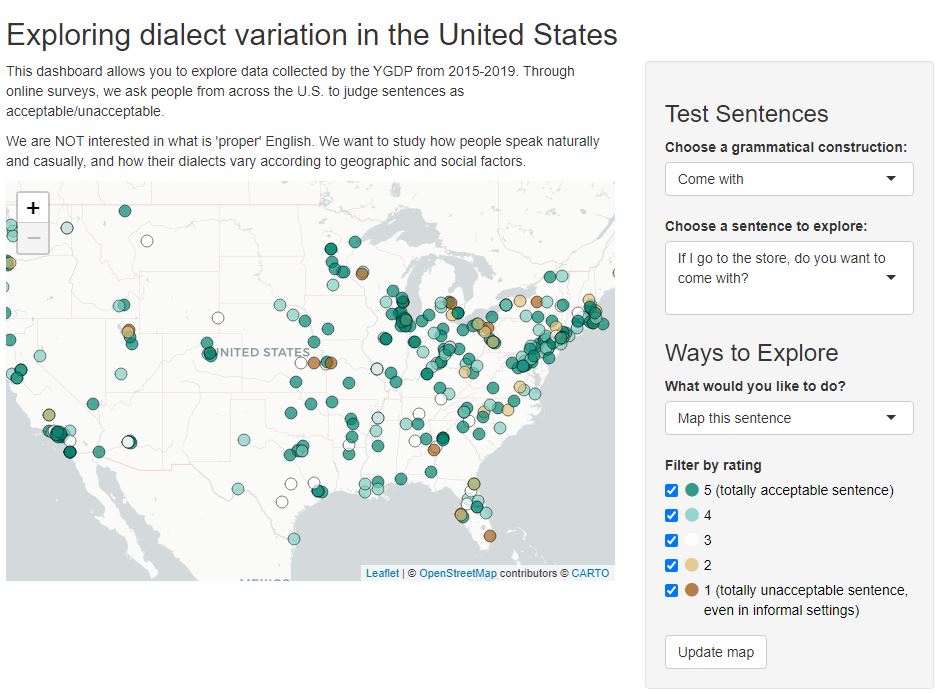 Exploring dialect variation in the United States
This dashboard allows you to explore data collected by the YGDP from 2015-2019. Through
online surveys, we ask people from across the U.S. to judge sentences as
acceptable/unacceptable.
We are NOT interested in what is 'proper' English. We want to study how people speak naturally
and casually, and how their dialects vary according to geographic and social factors.
+
−
UNITED STATES
MEXICO
Leaflet | © OpenStreetMap contributors © CARTO
Test Sentences
Choose a grammatical construction:
Come with
Choose a sentence to explore:
If I go to the store, do you want to
come with?
Ways to Explore
What would you like to do?
Map this sentence
Filter by rating
5 (totally acceptable sentence)
4
3
2
1 (totally unacceptable sentence,
even in informal settings)
Update map